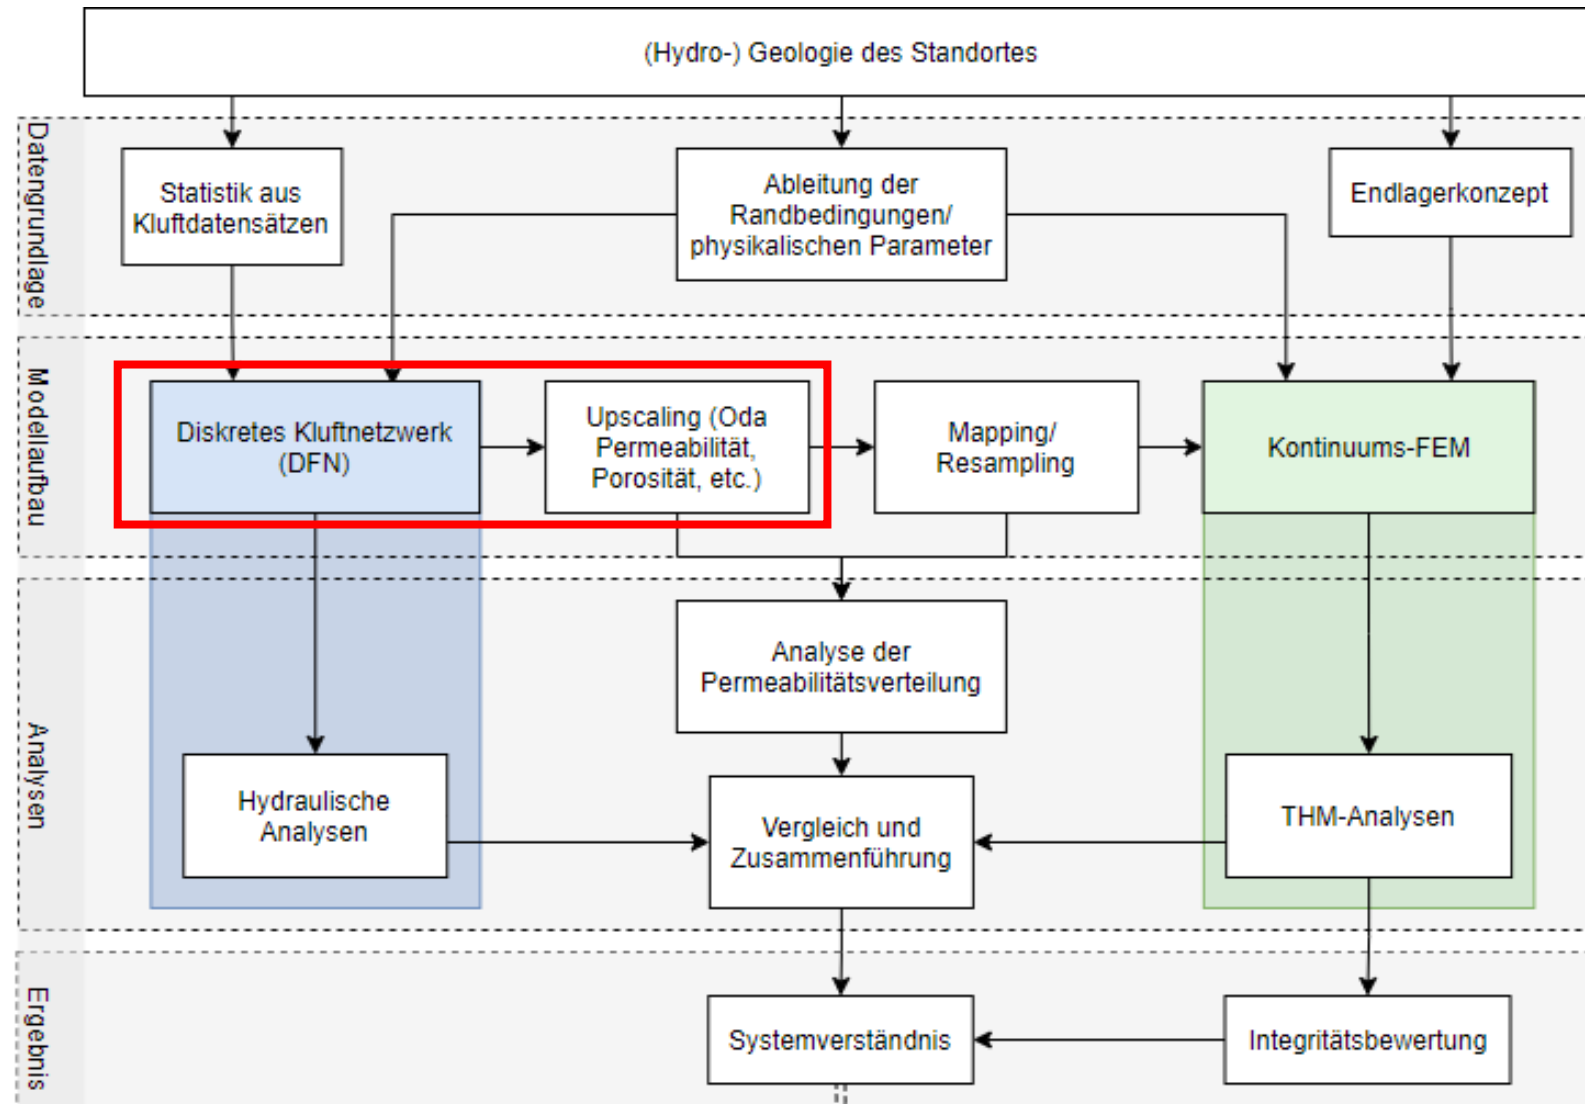 (Hydro-) Geologie des Standortes
Datengrundlage
Statistik aus
Kluftdatensätzen
Ableitung der
Randbedingungen/
physikalischen Parameter
Endlagerkonzept
Modellaufbau
Diskretes Kluftnetzwerk
(DFN)
Upscaling (Oda
Permeabilität,
Porosität, etc.)
Mapping/
Resampling
Kontinuums-FEM
Analysen
Analyse der
Permeabilitätsverteilung
Hydraulische
Analysen
Vergleich und
Zusammenführung
THM-Analysen
Ergebnis
Systemverständnis
Integritätsbewertung